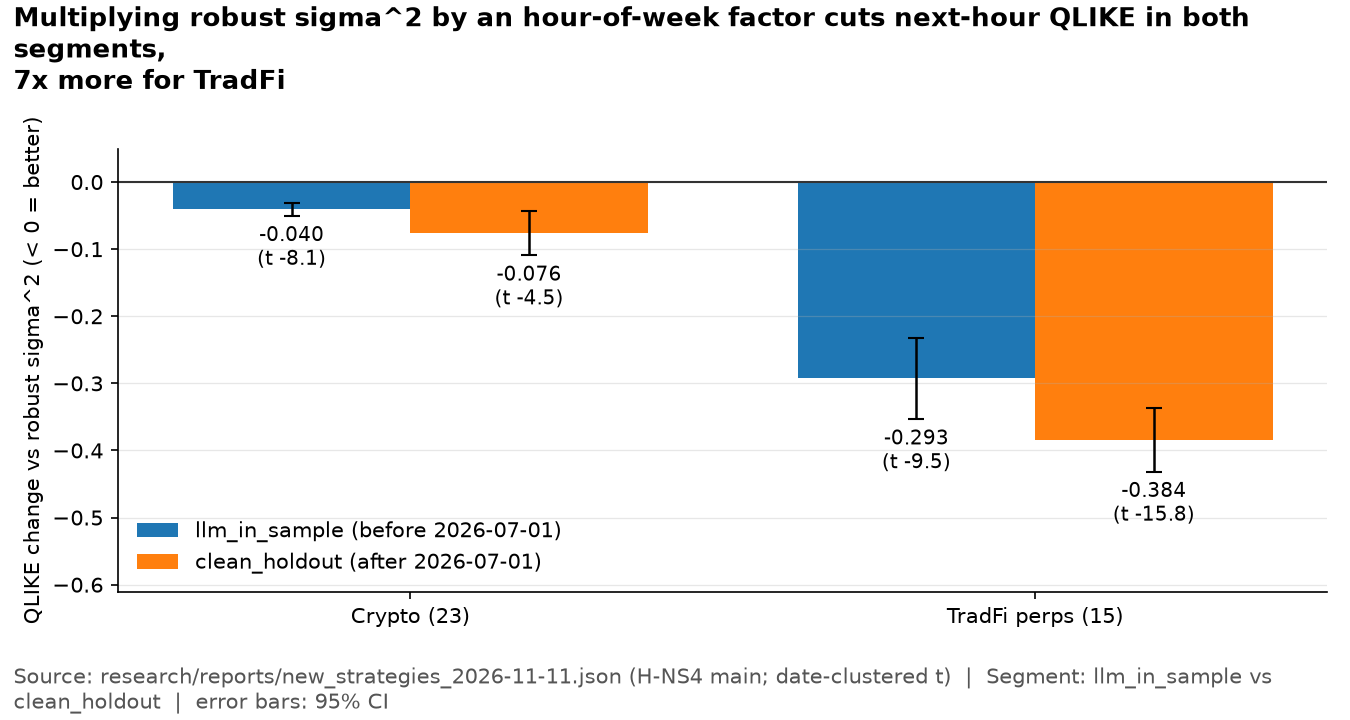 Multiplying robust sigma^2 by an hour-of-week factor cuts next-hour QLIKE in both
segments,
7x more for TradFi
QLIKE change vs robust sigma^2 (< 0 = better)
0.0
−0.1
−0.2
−0.3
−0.4
−0.5
−0.6
-0.040
(t -8.1)
-0.076
(t -4.5)
-0.293
(t -9.5)
-0.384
(t -15.8)
llm_in_sample (before 2026-07-01)
clean_holdout (after 2026-07-01)
Crypto (23)
TradFi perps (15)
Source: research/reports/new_strategies_2026-11-11.json (H-NS4 main; date-clustered t)  |  Segment: llm_in_sample vs
clean_holdout  |  error bars: 95% CI